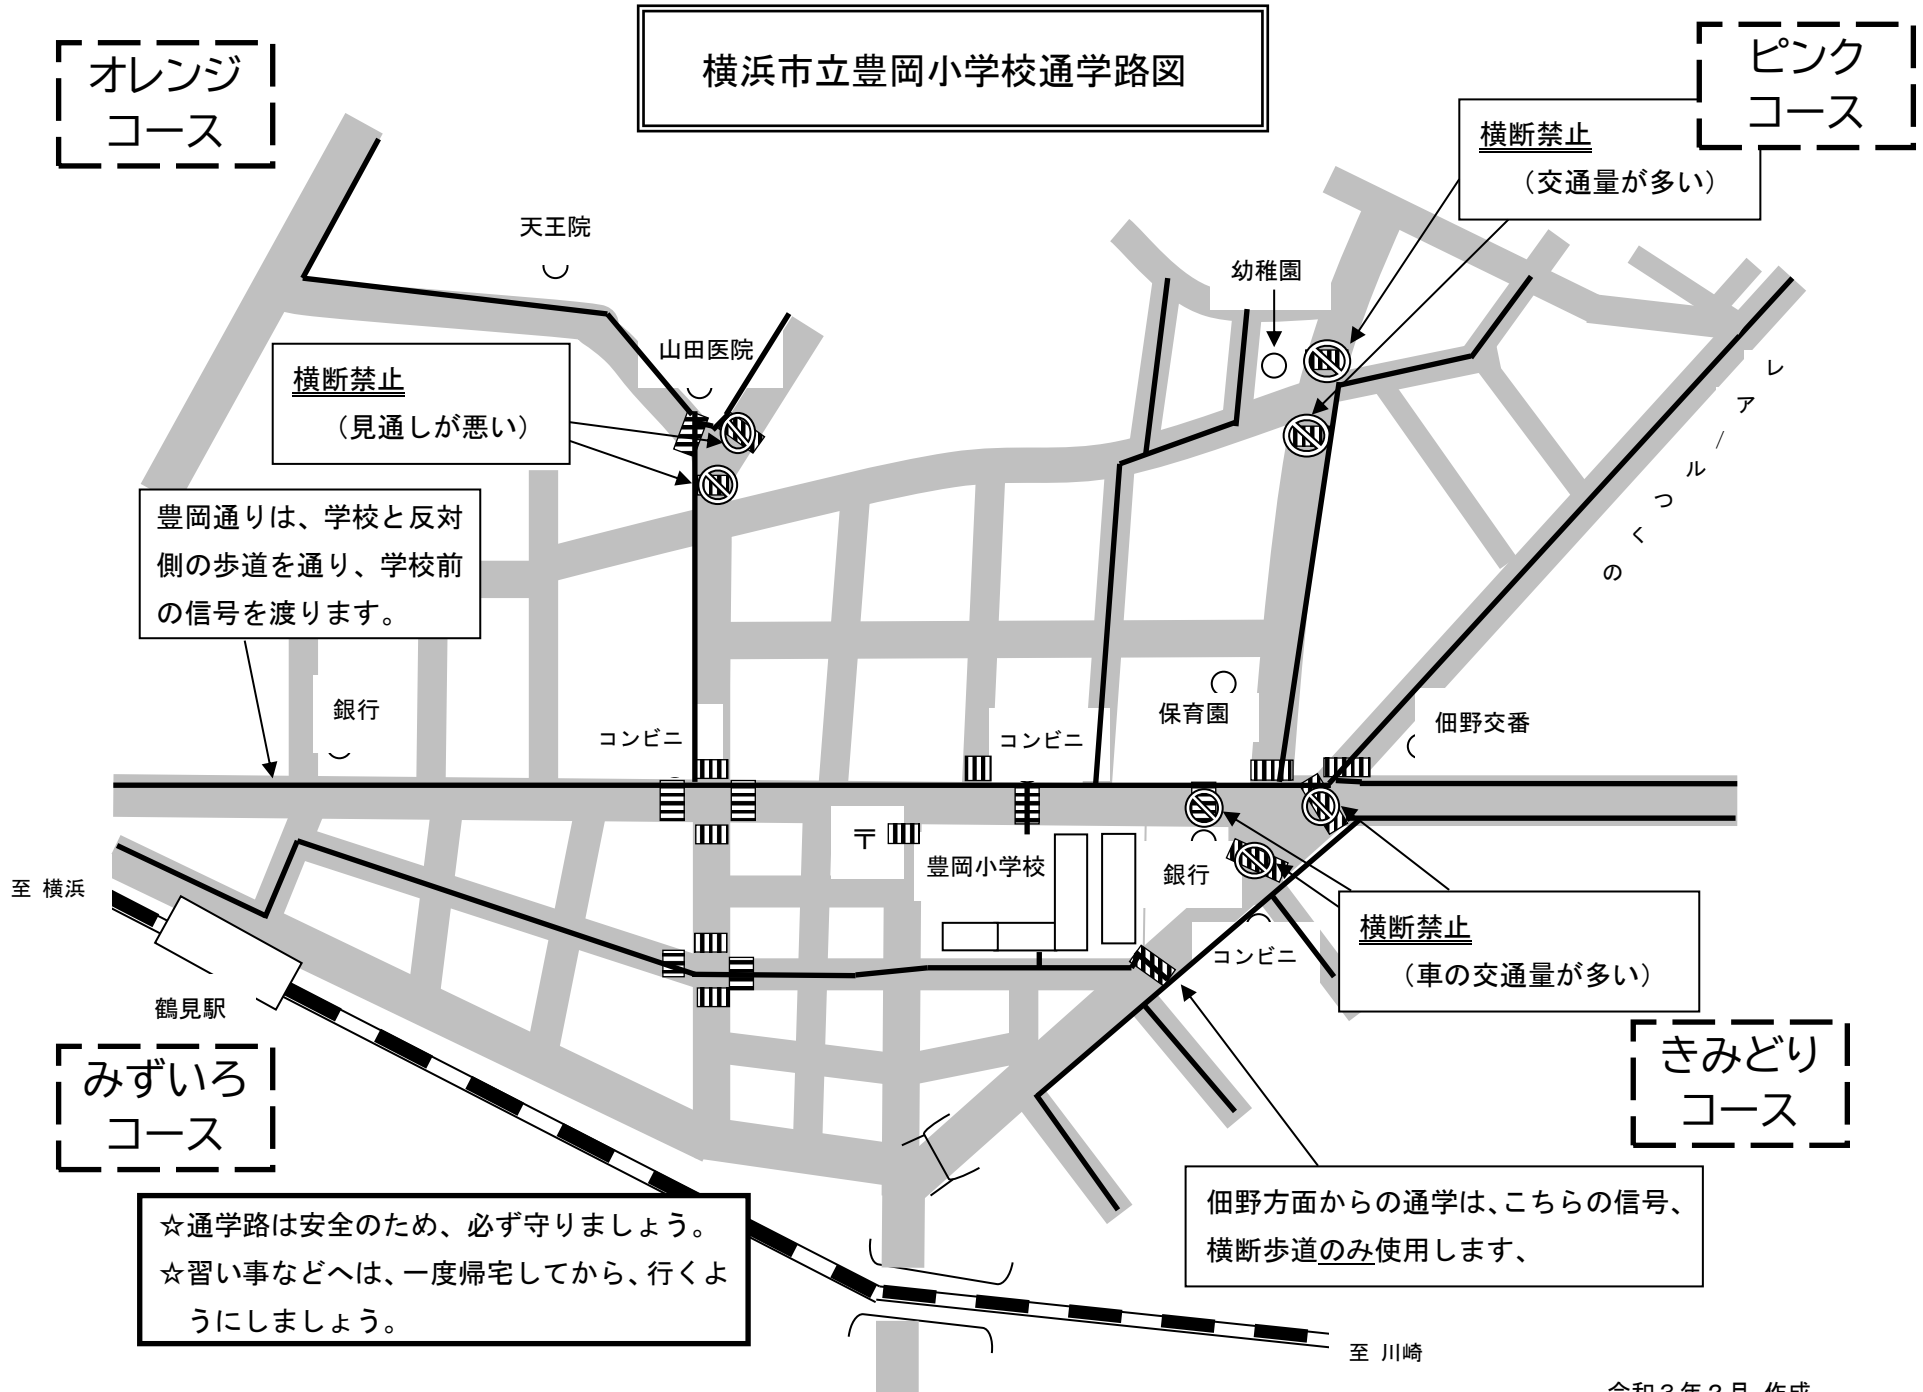 横浜市立豊岡小学校通学路図
オレンジ
コース
ピンク
コース
横断禁止
（交通量が多い）
天王院
幼稚園
山田医院
横断禁止
（見通しが悪い）
レアールつくの
豊岡通りは、学校と反対
側の歩道を通り、学校前
の信号を渡ります。
銀行
コンビニ
コンビニ
保育園
佃野交番
〒
豊岡小学校
銀行
至 横浜
横断禁止
（車の交通量が多い）
コンビニ
鶴見駅
みずいろ
コース
きみどり
コース
佃野方面からの通学は、こちらの信号、
横断歩道のみ使用します、
☆通学路は安全のため、必ず守りましょう。
☆習い事などへは、一度帰宅してから、行くよ
うにしましょう。
至 川崎
令和３年２月 作成